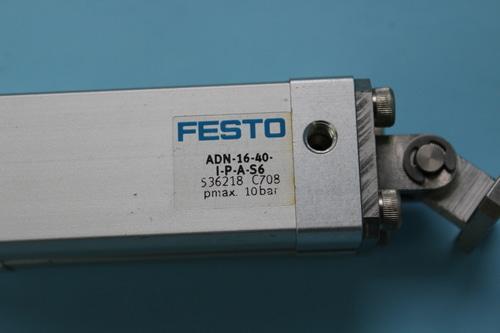 FESTO
ADN-16-40-
I-P-A-S6
536218 C708
pmax. 10bar